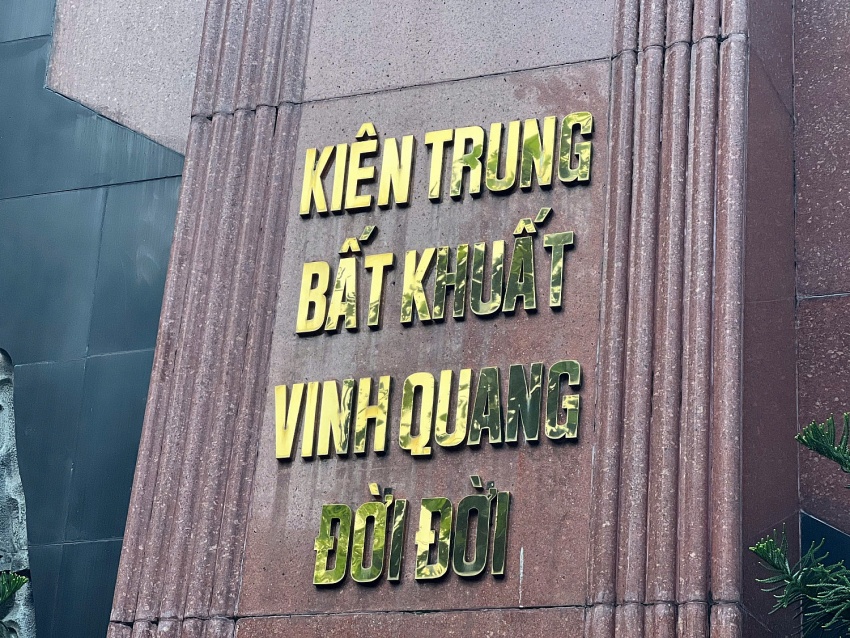 KIÊN TRUNG
BẤT KHUẤT
VINH QUANG
ĐỜI ĐỜI